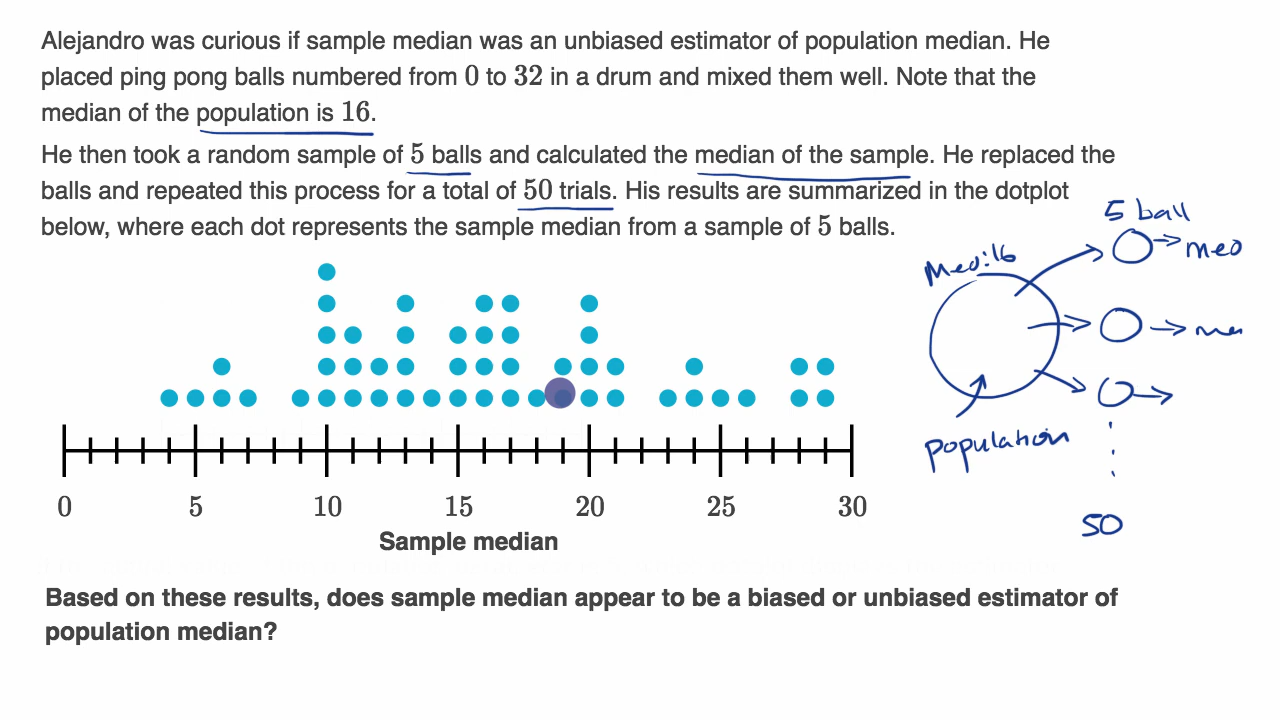 Alejandro was curious if sample median was an unbiased estimator of population median. He
placed ping pong balls numbered from 0 to 32 in a drum and mixed them well. Note that the
median of the population is 16.
He then took a random sample of 5 balls and calculated the median of the sample. He replaced the
balls and repeated this process for a total of 50 trials. His results are summarized in the dotplot
below, where each dot represents the sample median from a sample of 5 balls.
5 ball
Med:16
med
me
population
50
0 5 10 15 20 25 30
Sample median
Based on these results, does sample median appear to be a biased or unbiased estimator of
population median?